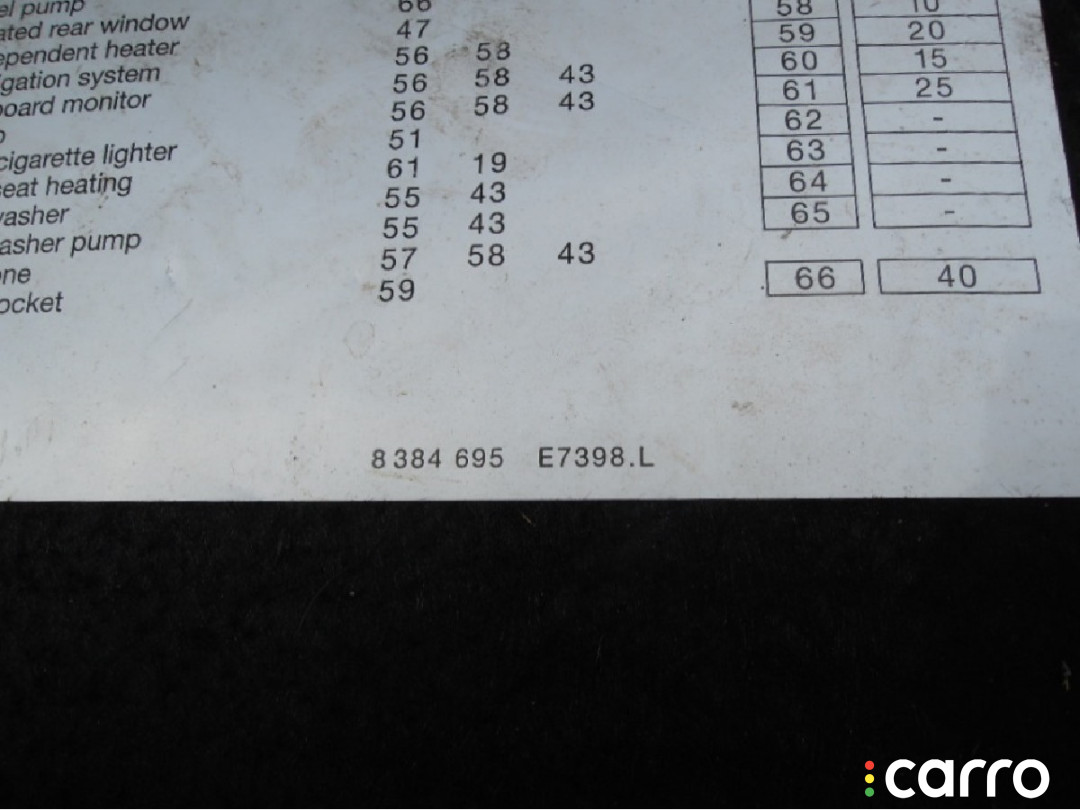 el pump
ated rear window 66
ependent heater 47
igation system 56 58
board monitor 56 58 43
o 56 58 43
cigarette lighter 51
seat heating 61 19
washer 55 43
asher pump 55 43
one 57 58 43
ocket 59
58 10
59 20
60 15
61 25
62 -
63 -
64 -
65 -
66 40
8 384 695 E7398.L
carro